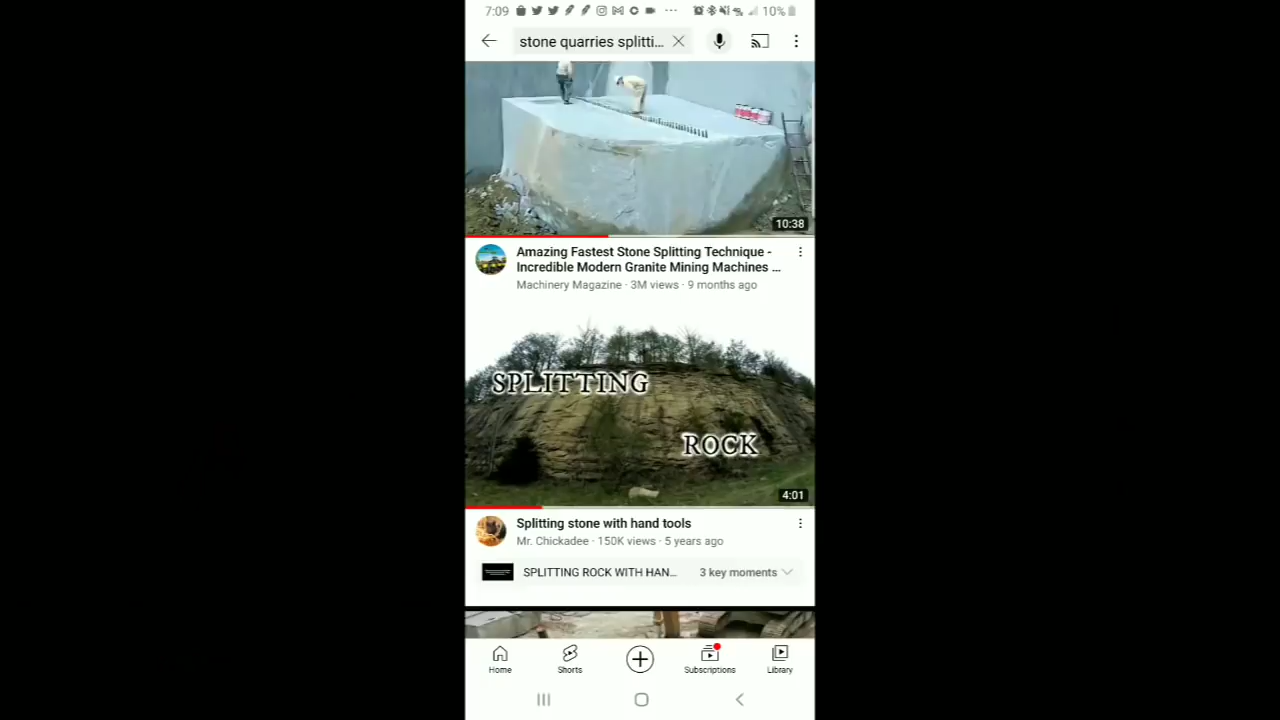 7:09
10%
stone quarries splitti...
10:38
Amazing Fastest Stone Splitting Technique -
Incredible Modern Granite Mining Machines ...
Machinery Magazine · 3M views · 9 months ago
SPLITTING
ROCK
4:01
Splitting stone with hand tools
Mr. Chickadee · 150K views · 5 years ago
SPLITTING ROCK WITH HAN... 3 key moments
Home Shorts Subscriptions Library